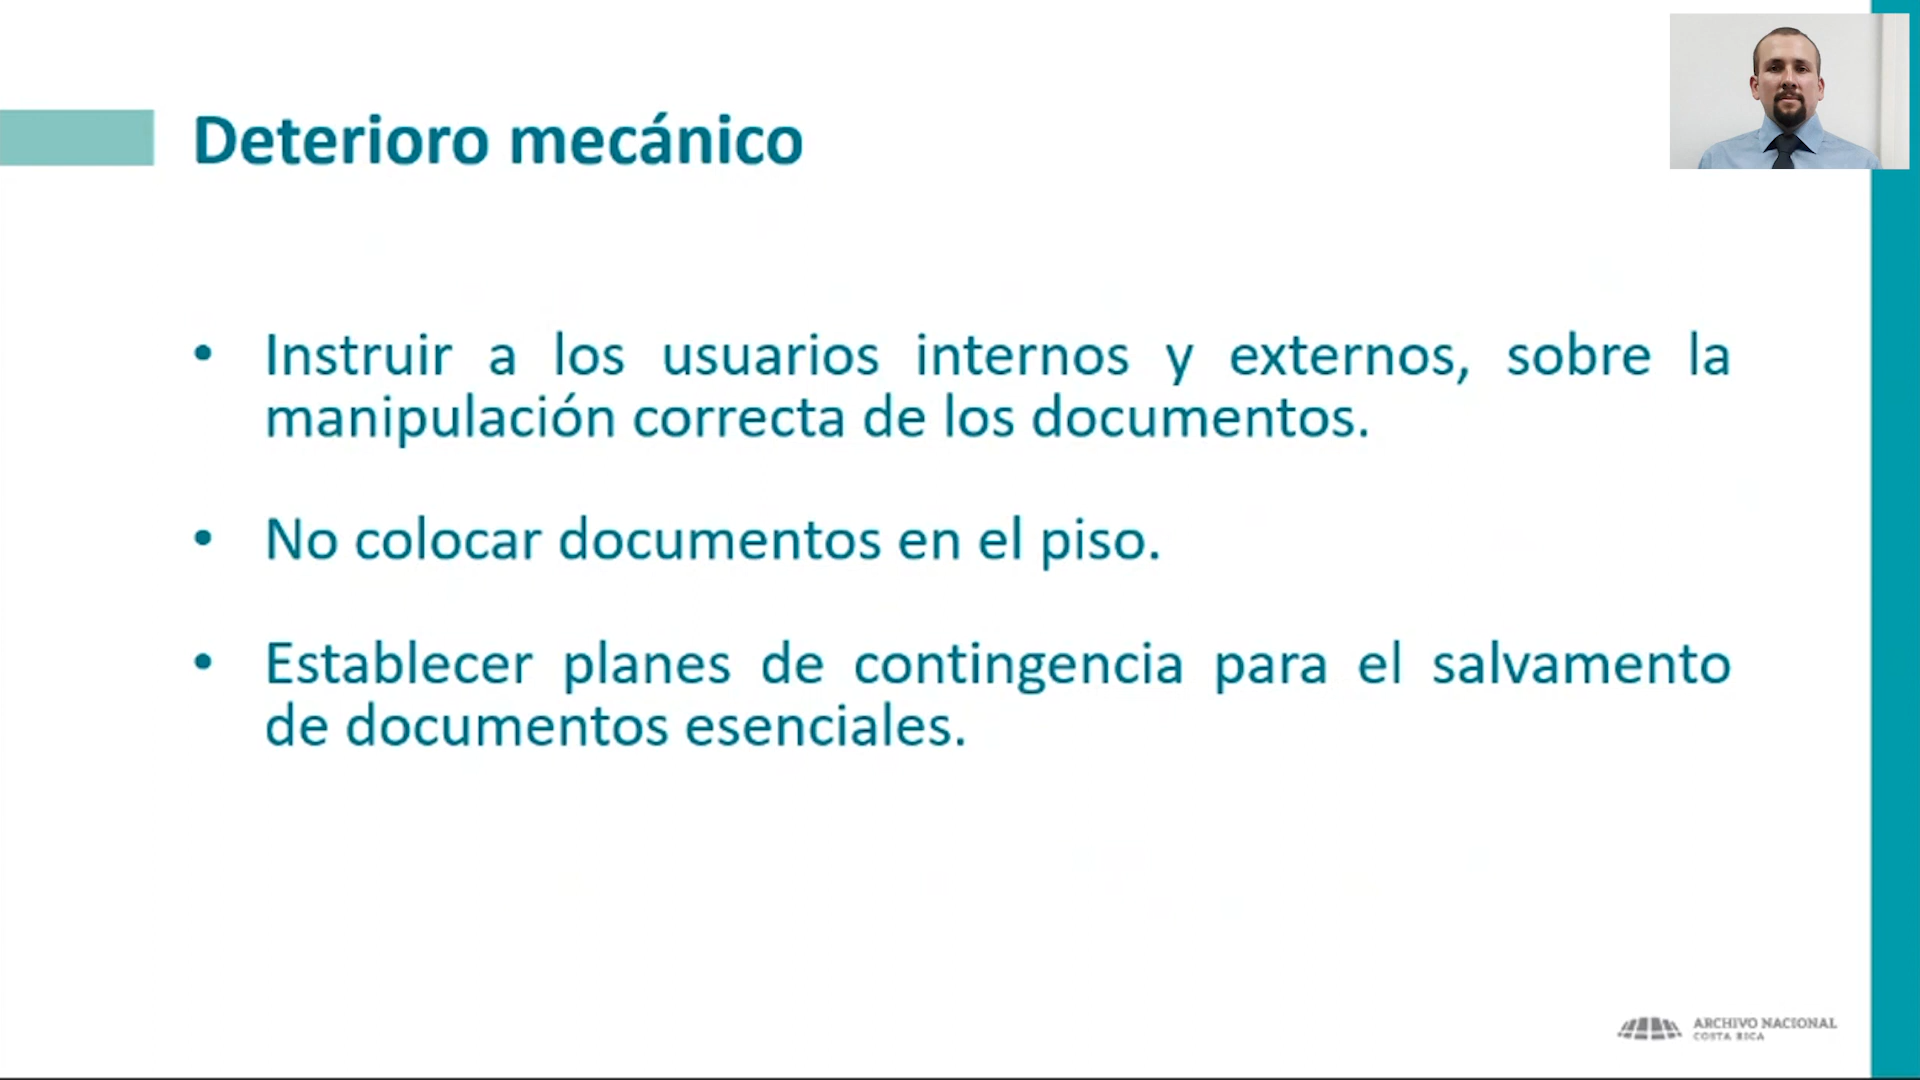 Deterioro mecánico
• Instruir a los usuarios internos y externos, sobre la
manipulación correcta de los documentos.
• No colocar documentos en el piso.
• Establecer planes de contingencia para el salvamento
de documentos esenciales.
ARCHIVO NACIONAL
COSTA RICA